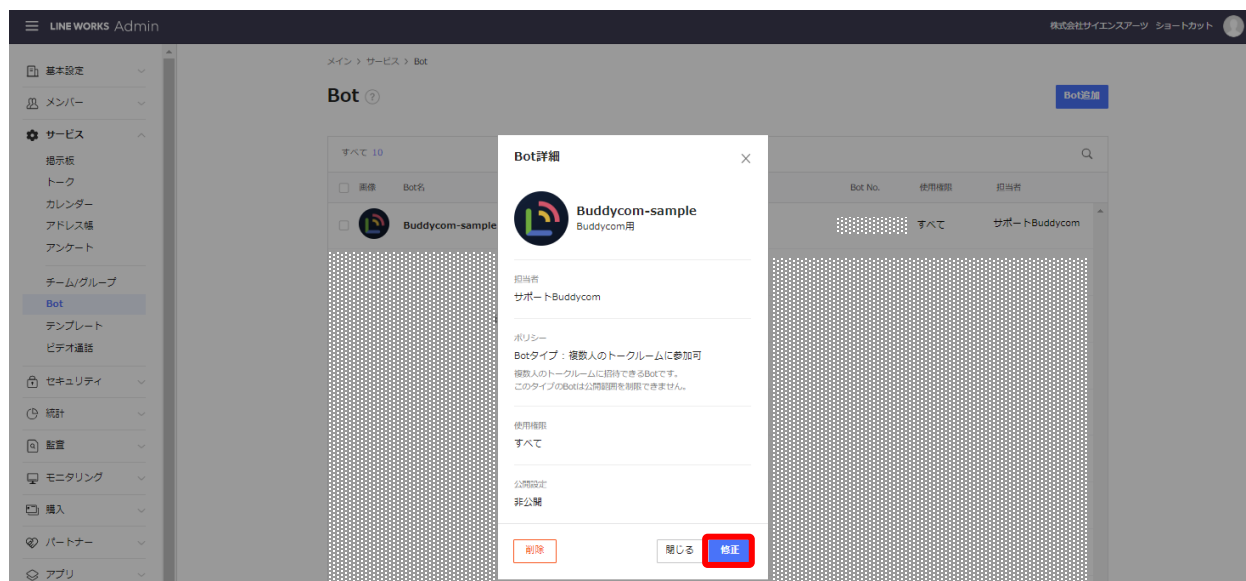 LINE WORKS Admin
株式会社サイエンスアーツ ショートカット
基本設定
メンバー
サービス
掲示板
トーク
カレンダー
アドレス帳
アンケート
チーム/グループ
Bot
テンプレート
ビデオ通話
セキュリティ
統計
監査
モニタリング
購入
パートナー
アプリ
メイン > サービス > Bot
Bot ?
Bot追加
すべて 10
画像 Bot名 Bot No. 使用権限 担当者
Buddycom-sample すべて サポートBuddycom
Bot詳細
Buddycom-sample
Buddycom用
担当者
サポートBuddycom
ポリシー
Botタイプ：複数人のトークルームに参加可
複数人のトークルームに招待できるBotです。
このタイプのBotは公開範囲を制限できません。
使用権限
すべて
公開設定
非公開
削除 閉じる 修正